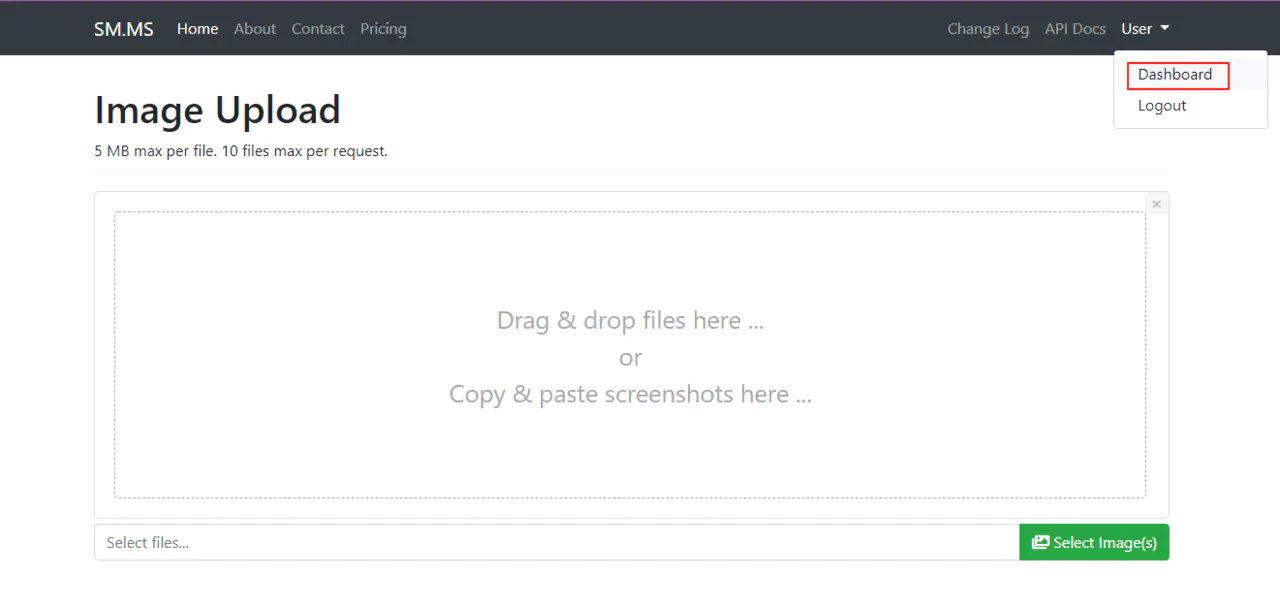 SM.MS Home About Contact Pricing Change Log API Docs User
Dashboard
Logout
Image Upload
5 MB max per file. 10 files max per request.
×
Drag & drop files here ...
or
Copy & paste screenshots here ...
Select files... Select Image(s)